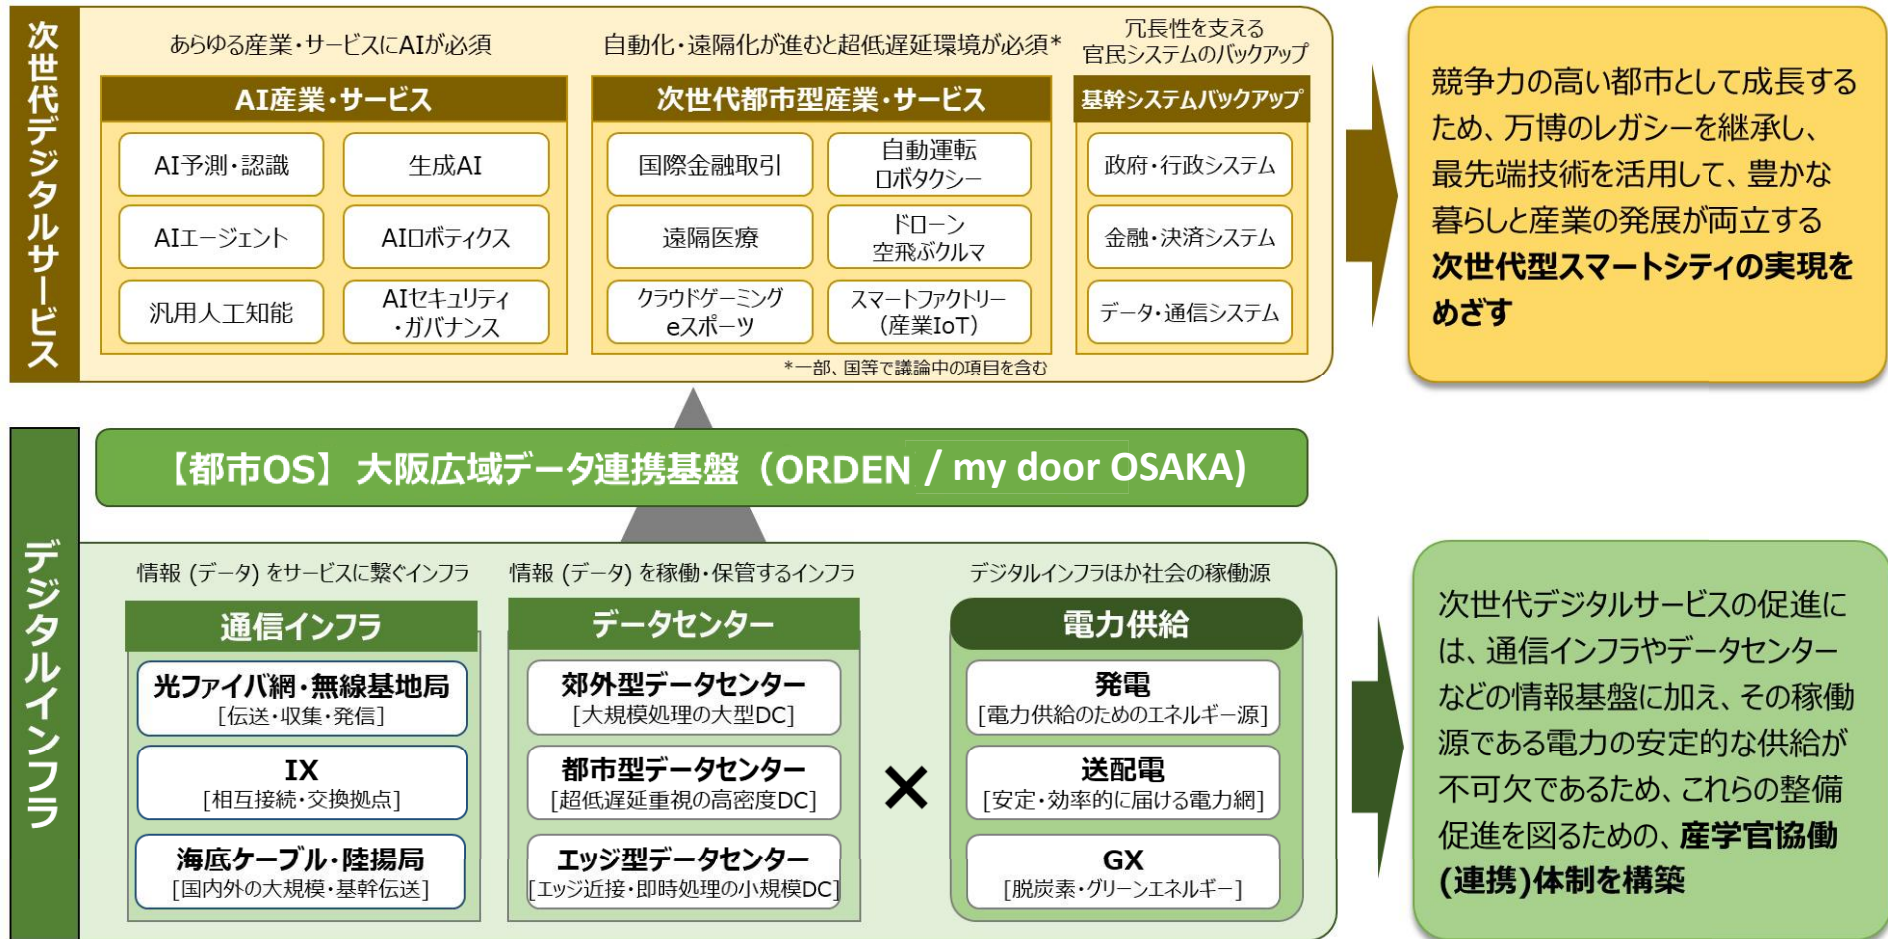 次世代デジタルサービス
あらゆる産業・サービスにAIが必須
AI産業・サービス
AI予測・認識
生成AI
AIエージェント
AIロボティクス
汎用人工知能
AIセキュリティ
・ガバナンス
自動化・遠隔化が進むと超低遅延環境が必須*
次世代都市型産業・サービス
国際金融取引
自動運転
ロボタクシー
遠隔医療
ドローン
空飛ぶクルマ
クラウドゲーミング
eスポーツ
スマートファクトリー
（産業IoT）
冗長性を支える
官民システムのバックアップ
基幹システムバックアップ
政府・行政システム
金融・決済システム
データ・通信システム
*一部、国等で議論中の項目を含む
競争力の高い都市として成長する
ため、万博のレガシーを継承し、
最先端技術を活用して、豊かな
暮らしと産業の発展が両立する
次世代型スマートシティの実現を
めざす
【都市OS】大阪広域データ連携基盤（ORDEN / my door OSAKA)
デジタルインフラ
情報 (データ) をサービスに繋ぐインフラ
通信インフラ
光ファイバ網・無線基地局
[伝送・収集・発信]
IX
[相互接続・交換拠点]
海底ケーブル・陸揚局
[国内外の大規模・基幹伝送]
情報 (データ) を稼働・保管するインフラ
データセンター
郊外型データセンター
[大規模処理の大型DC]
都市型データセンター
[超低遅延重視の高密度DC]
エッジ型データセンター
[エッジ近接・即時処理の小規模DC]
×
デジタルインフラほか社会の稼働源
電力供給
発電
[電力供給のためのエネルギー源]
送配電
[安定・効率的に届ける電力網]
GX
[脱炭素・グリーンエネルギー]
次世代デジタルサービスの促進に
は、通信インフラやデータセンター
などの情報基盤に加え、その稼働
源である電力の安定的な供給が
不可欠であるため、これらの整備
促進を図るための、産学官協働
(連携)体制を構築